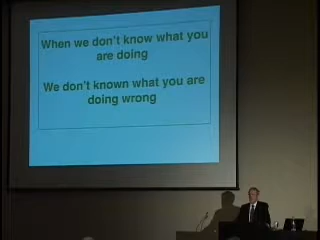 When we don't know what you
are doing
We don't known what you are
doing wrong